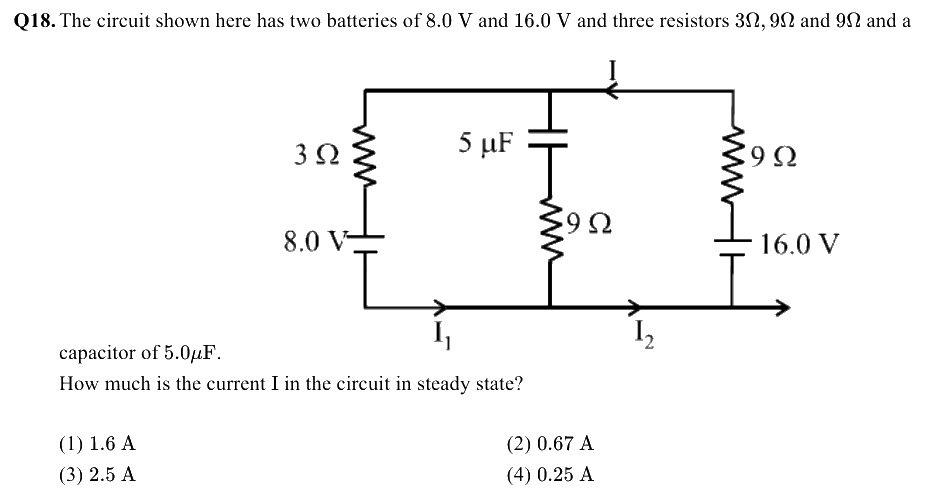 Q18. The circuit shown here has two batteries of 8.0 V and 16.0 V and three resistors 3Ω, 9Ω and 9Ω and a
I
3 Ω
5 μF
9 Ω
9 Ω
8.0 V
16.0 V
I₁
I₂
capacitor of 5.0μF.
How much is the current I in the circuit in steady state?
(1) 1.6 A
(2) 0.67 A
(3) 2.5 A
(4) 0.25 A